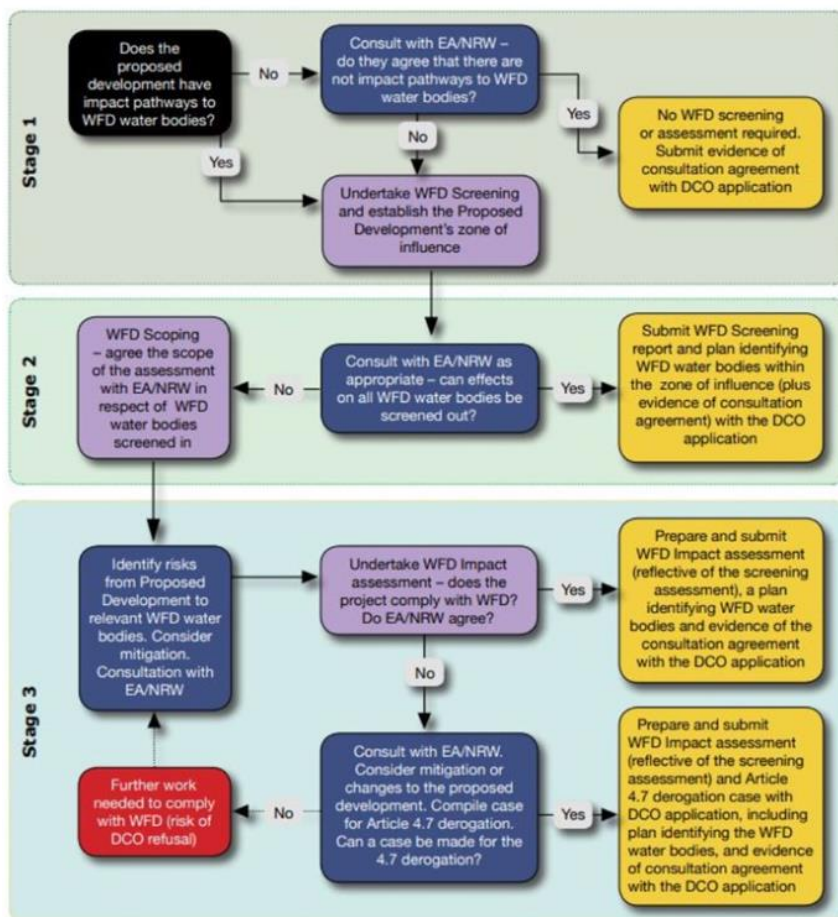 Stage 1
Does the
proposed
development have
impact pathways to
WFD water bodies?
No
Consult with EA/NRW –
do they agree that there are
not impact pathways to WFD
water bodies?
Yes
No
Yes
No WFD screening
or assessment required.
Submit evidence of
consultation agreement
with DCO application
Undertake WFD Screening
and establish the Proposed
Development's zone of
influence
Stage 2
WFD Scoping
– agree the scope
of the assessment
with EA/NRW in
respect of WFD
water bodies
screened in
No
Consult with EA/NRW as
appropriate – can effects
on all WFD water bodies be
screened out?
Yes
Submit WFD Screening
report and plan identifying
WFD water bodies within
the zone of influence (plus
evidence of consultation
agreement) with the DCO
application
Stage 3
Identify risks
from Proposed
Development to
relevant WFD water
bodies. Consider
mitigation.
Consultation with
EA/NRW
Undertake WFD Impact
assessment – does the
project comply with WFD?
Do EA/NRW agree?
Yes
Prepare and submit
WFD Impact assessment
(reflective of the screening
assessment), a plan
identifying WFD water
bodies and evidence of the
consultation agreement
with the DCO application
No
Further work
needed to comply
with WFD (risk of
DCO refusal)
No
Consult with EA/NRW.
Consider mitigation or
changes to the proposed
development. Compile case
for Article 4.7 derogation.
Can a case be made for the
4.7 derogation?
Yes
Prepare and submit
WFD Impact assessment
(reflective of the screening
assessment) and Article
4.7 derogation case with
DCO application, including
plan identifying the WFD
water bodies, and evidence
of consultation agreement
with the DCO application